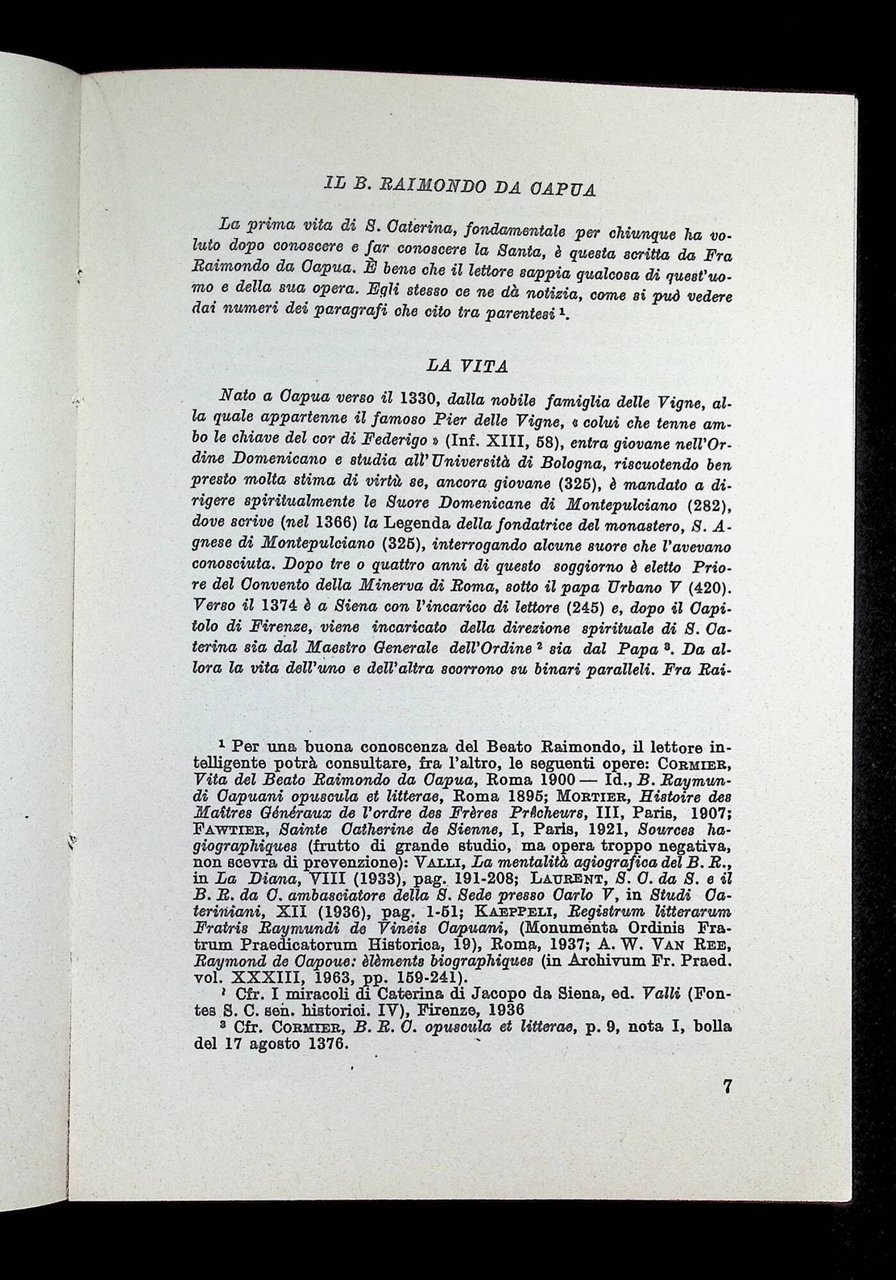 IL B. RAIMONDO DA CAPUA
La prima vita di S. Caterina, fondamentale per chiunque ha vo-
luto dopo conoscere e far conoscere la Santa, è questa scritta da Fra
Raimondo da Capua. È bene che il lettore sappia qualcosa di quest'uo-
mo e della sua opera. Egli stesso ce ne dà notizia, come si può vedere
dai numeri dei paragrafi che cito tra parentesi ¹.
LA VITA
Nato a Capua verso il 1330, dalla nobile famiglia delle Vigne, al-
la quale appartenne il famoso Pier delle Vigne, « colui che tenne am-
bo le chiave del cor di Federigo » (Inf. XIII, 58), entra giovane nell'Or-
dine Domenicano e studia all'Università di Bologna, riscuotendo ben
presto molta stima di virtù se, ancora giovane (325), è mandato a di-
rigere spiritualmente le Suore Domenicane di Montepulciano (282),
dove scrive (nel 1366) la Legenda della fondatrice del monastero, S. A-
gnese di Montepulciano (325), interrogando alcune suore che l'avevano
conosciuta. Dopo tre o quattro anni di questo soggiorno è eletto Prio-
re del Convento della Minerva di Roma, sotto il papa Urbano V (420).
Verso il 1374 è a Siena con l'incarico di lettore (245) e, dopo il Capi-
tolo di Firenze, viene incaricato della direzione spirituale di S. Ca-
terina sia dal Maestro Generale dell'Ordine ² sia dal Papa ³. Da al-
lora la vita dell'uno e dell'altra scorrono su binari paralleli. Fra Rai-
¹ Per una buona conoscenza del Beato Raimondo, il lettore in-
telligente potrà consultare, fra l'altro, le seguenti opere: CORMIER,
Vita del Beato Raimondo da Capua, Roma 1900 — Id., B. Raymun-
di Capuani opuscula et litterae, Roma 1895; MORTIER, Histoire des
Maîtres Généraux de l'ordre des Frères Prêcheurs, III, Paris, 1907;
FAWTIER, Sainte Catherine de Sienne, I, Paris, 1921, Sources ha-
giographiques (frutto di grande studio, ma opera troppo negativa,
non scevra di prevenzione): VALLI, La mentalità agiografica del B. R.,
in La Diana, VIII (1933), pag. 191-208; LAURENT, S. C. da S. e il
B. R. da C. ambasciatore della S. Sede presso Carlo V, in Studi Ca-
teriniani, XII (1936), pag. 1-51; KAEPPELI, Registrum litterarum
Fratris Raymundi de Vineis Capuani, (Monumenta Ordinis Fra-
trum Praedicatorum Historica, 19), Roma, 1937; A. W. VAN REE,
Raymond de Capoue: èlèments biographiques (in Archivum Fr. Praed.
vol. XXXIII, 1963, pp. 159-241).
² Cfr. I miracoli di Caterina di Jacopo da Siena, ed. Valli (Fon-
tes S. C. sen. historici. IV), Firenze, 1936
³ Cfr. CORMIER, B. R. C. opuscula et litterae, p. 9, nota I, bolla
del 17 agosto 1376.
7